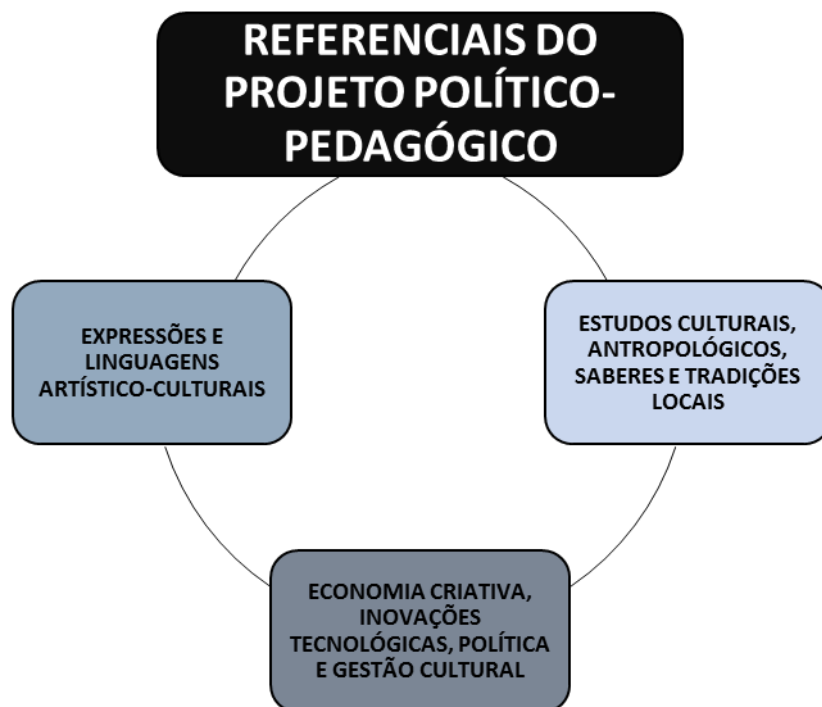 REFERENCIAIS DO
PROJETO POLÍTICO-
PEDAGÓGICO
EXPRESSÕES E
LINGUAGENS
ARTÍSTICO-CULTURAIS
ESTUDOS CULTURAIS,
ANTROPOLÓGICOS,
SABERES E TRADIÇÕES
LOCAIS
ECONOMIA CRIATIVA,
INOVAÇÕES
TECNOLÓGICAS, POLÍTICA
E GESTÃO CULTURAL